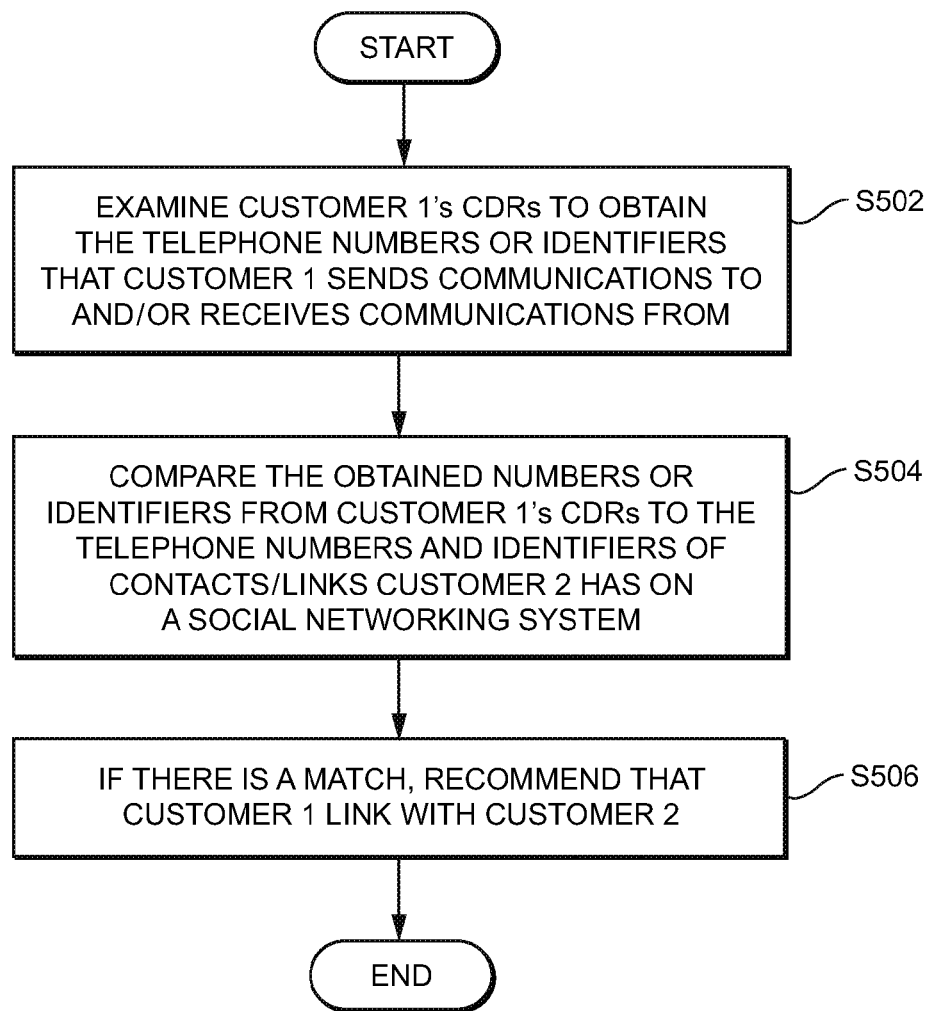 START
EXAMINE CUSTOMER 1's CDRs TO OBTAIN
THE TELEPHONE NUMBERS OR IDENTIFIERS
THAT CUSTOMER 1 SENDS COMMUNICATIONS TO
AND/OR RECEIVES COMMUNICATIONS FROM
S502
COMPARE THE OBTAINED NUMBERS OR
IDENTIFIERS FROM CUSTOMER 1's CDRs TO THE
TELEPHONE NUMBERS AND IDENTIFIERS OF
CONTACTS/LINKS CUSTOMER 2 HAS ON
A SOCIAL NETWORKING SYSTEM
S504
IF THERE IS A MATCH, RECOMMEND THAT
CUSTOMER 1 LINK WITH CUSTOMER 2
S506
END